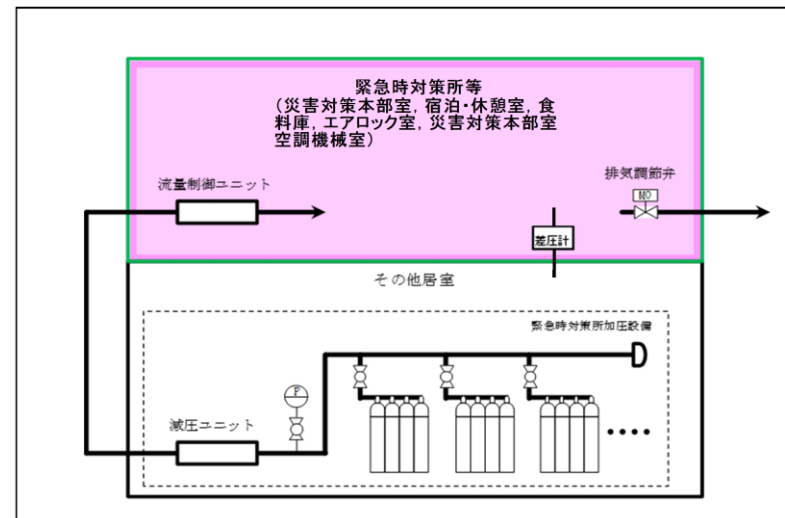 緊急時対策所等
（災害対策本部室，宿泊・休憩室，食
料庫，エアロック室，災害対策本部室
空調機械室）
流量制御ユニット
排気調節弁
MO
差圧計
その他居室
緊急時対策所加圧設備
P
減圧ユニット